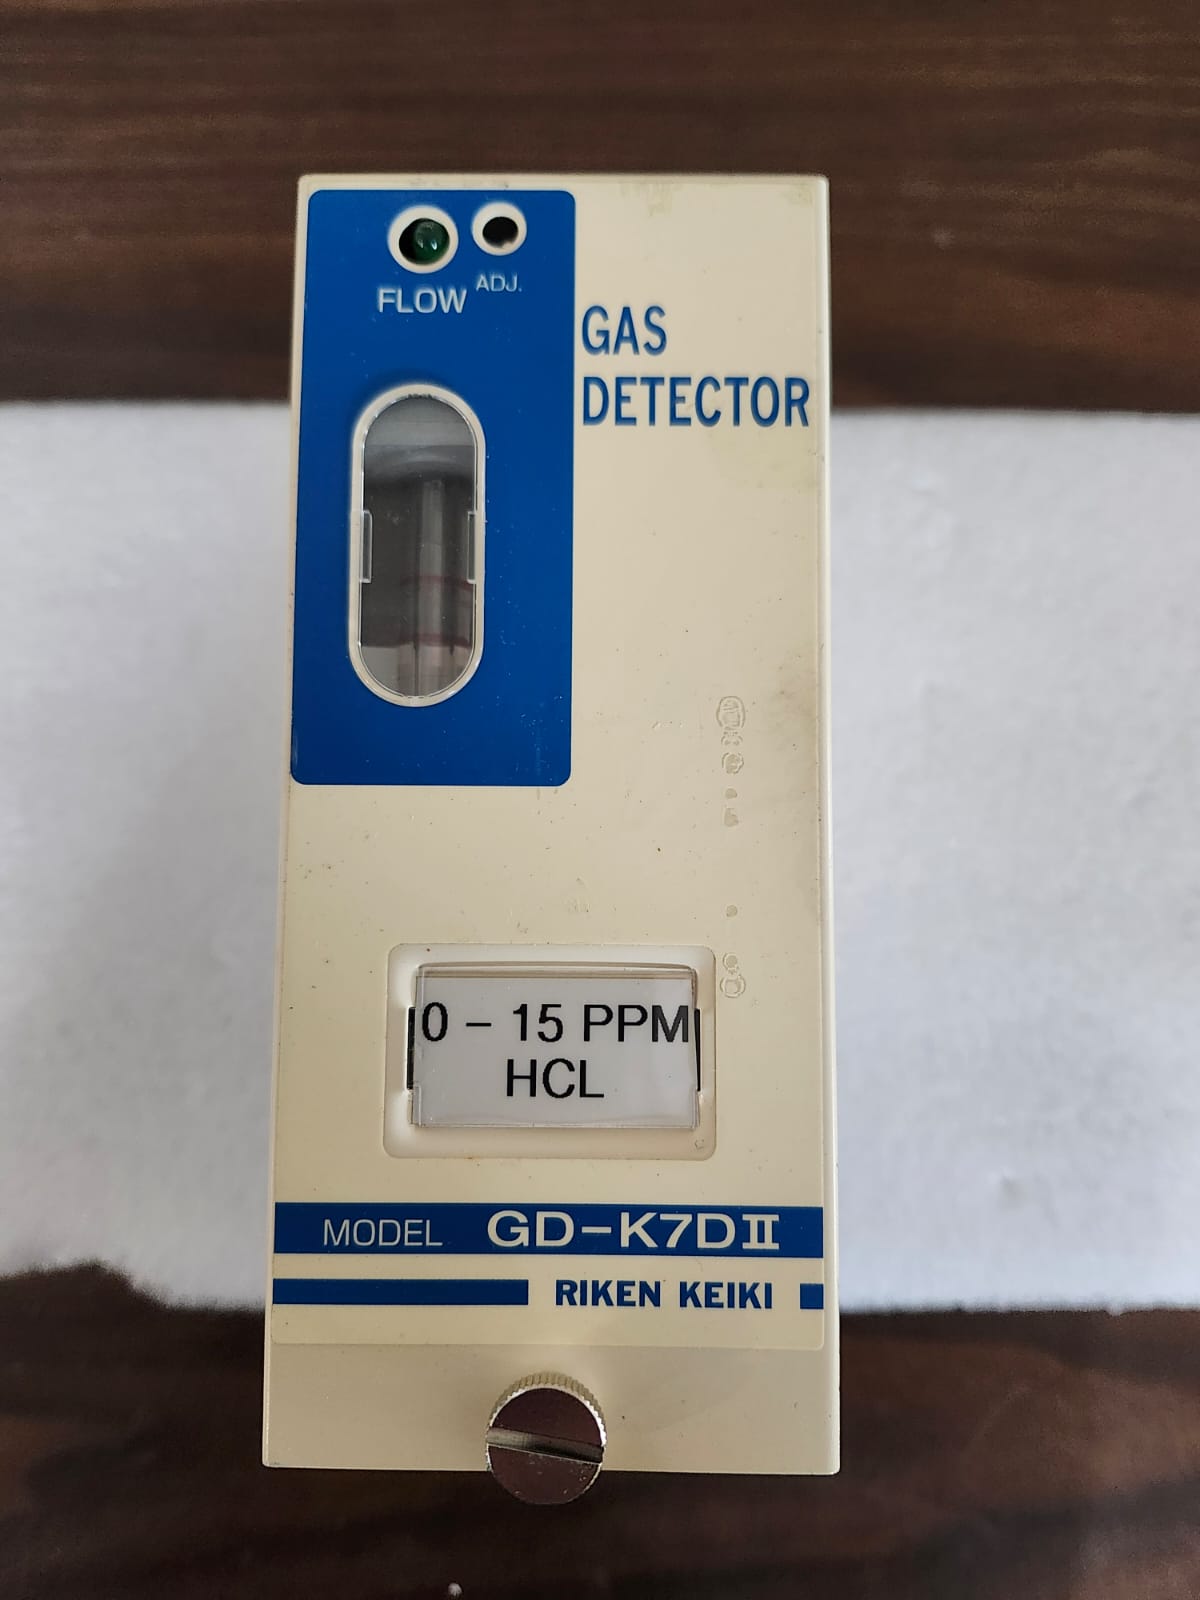 FLOW
ADJ.
GAS
DETECTOR
0 – 15 PPM
HCL
MODEL GD-K7DII
RIKEN KEIKI